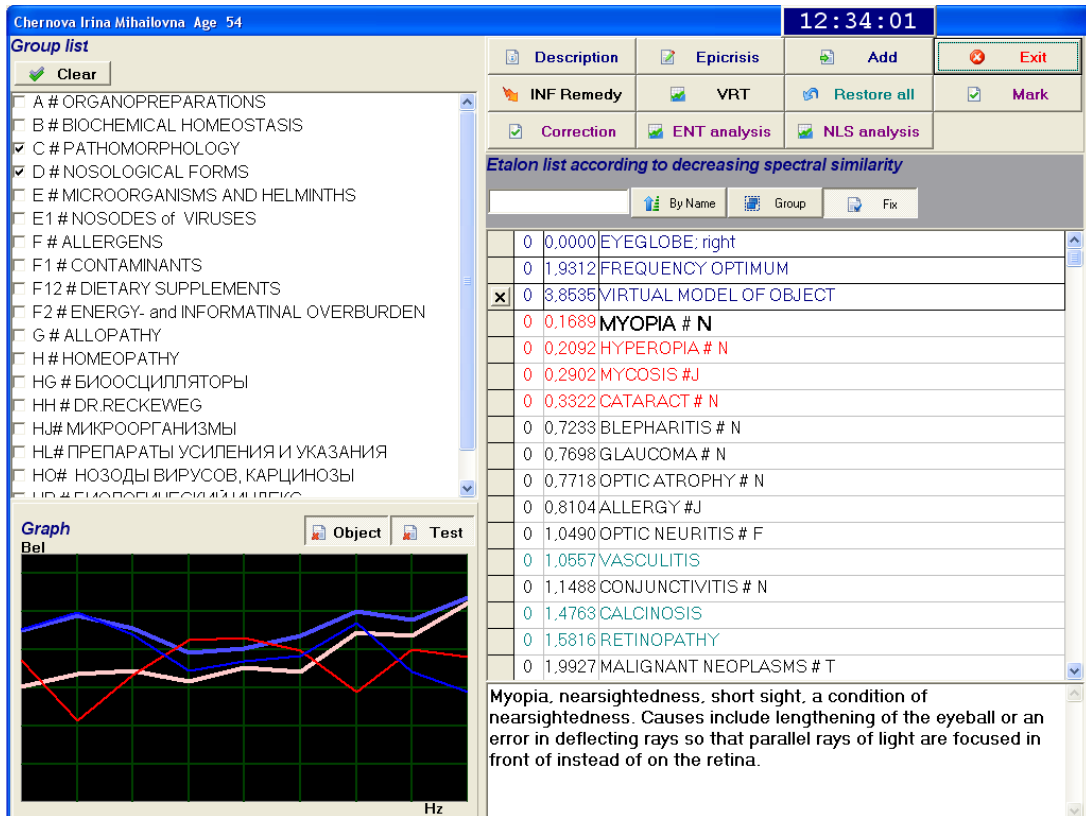 Chernova Irina Mihailovna Age 54
12:34:01
Group list
Clear
A # ORGANOPREPARATIONS
B # BIOCHEMICAL HOMEOSTASIS
C # PATHOMORPHOLOGY
D # NOSOLOGICAL FORMS
E # MICROORGANISMS AND HELMINTHS
E1 # NOSODES of VIRUSES
F # ALLERGENS
F1 # CONTAMINANTS
F12 # DIETARY SUPPLEMENTS
F2 # ENERGY- and INFORMATINAL OVERBURDEN
G # ALLOPATHY
H # HOMEOPATHY
HG # БИООСЦИЛЛЯТОРЫ
HH # DR.RECKEWEG
HJ# МИКРООРГАНИЗМЫ
HL# ПРЕПАРАТЫ УСИЛЕНИЯ И УКАЗАНИЯ
HO# НОЗОДЫ ВИРУСОВ, КАРЦИНОЗЫ
Graph
Object
Test
Bel
Hz
Description
Epicrisis
Add
Exit
INF Remedy
VRT
Restore all
Mark
Correction
ENT analysis
NLS analysis
Etalon list according to decreasing spectral similarity
By Name
Group
Fix
0 0,0000 EYEGLOBE; right
0 1,9312 FREQUENCY OPTIMUM
0 3,8535 VIRTUAL MODEL OF OBJECT
0 0,1689 MYOPIA # N
0 0,2092 HYPEROPIA # N
0 0,2902 MYCOSIS #J
0 0,3322 CATARACT # N
0 0,7233 BLEPHARITIS # N
0 0,7698 GLAUCOMA # N
0 0,7718 OPTIC ATROPHY # N
0 0,8104 ALLERGY #J
0 1,0490 OPTIC NEURITIS # F
0 1,0557 VASCULITIS
0 1,1488 CONJUNCTIVITIS # N
0 1,4763 CALCINOSIS
0 1,5816 RETINOPATHY
0 1,9927 MALIGNANT NEOPLASMS # T
Myopia, nearsightedness, short sight, a condition of
nearsightedness. Causes include lengthening of the eyeball or an
error in deflecting rays so that parallel rays of light are focused in
front of instead of on the retina.